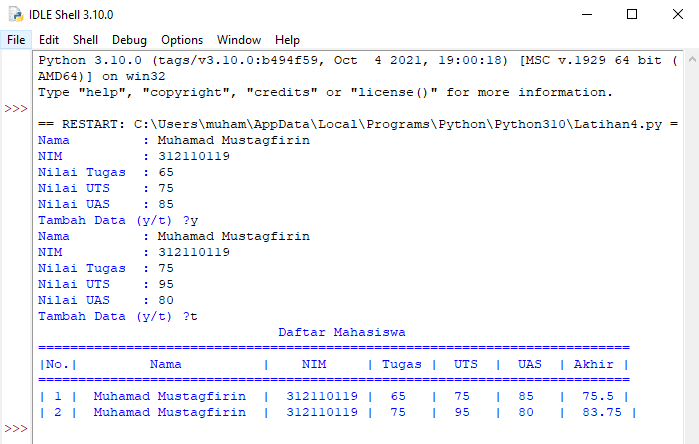 IDLE Shell 3.10.0
File Edit Shell Debug Options Window Help
Python 3.10.0 (tags/v3.10.0:b494f59, Oct  4 2021, 19:00:18) [MSC v.1929 64 bit (
AMD64)] on win32
Type "help", "copyright", "credits" or "license()" for more information.
>>>
== RESTART: C:\Users\muham\AppData\Local\Programs\Python\Python310\Latihan4.py =
Nama         : Muhamad Mustagfirin
NIM          : 312110119
Nilai Tugas  : 65
Nilai UTS    : 75
Nilai UAS    : 85
Tambah Data (y/t) ?y
Nama         : Muhamad Mustagfirin
NIM          : 312110119
Nilai Tugas  : 75
Nilai UTS    : 95
Nilai UAS    : 80
Tambah Data (y/t) ?t
Daftar Mahasiswa
==========================================================================
|No.|         Nama          |    NIM     | Tugas |  UTS  |  UAS  | Akhir |
==========================================================================
| 1 |  Muhamad Mustagfirin  |  312110119 |  65   |  75   |  85   |  75.5 |
| 2 |  Muhamad Mustagfirin  |  312110119 |  75   |  95   |  80   |  83.75 |
>>>